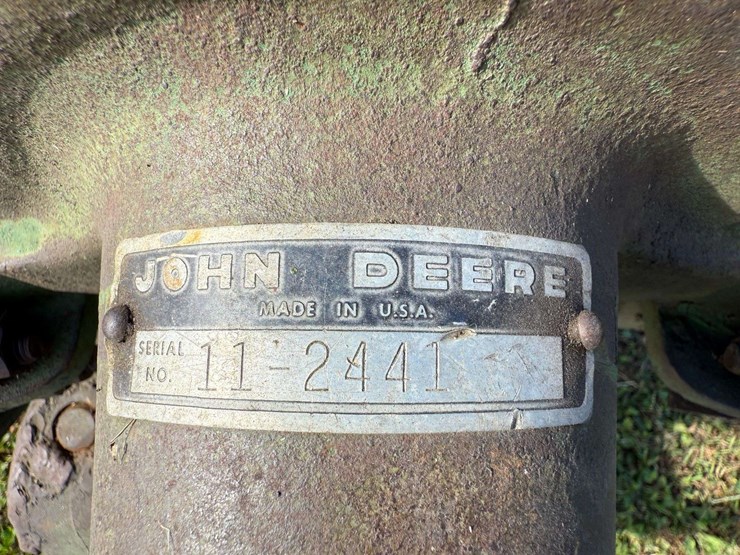 JOHN DEERE
MADE IN U.S.A.
SERIAL NO. 11-2441